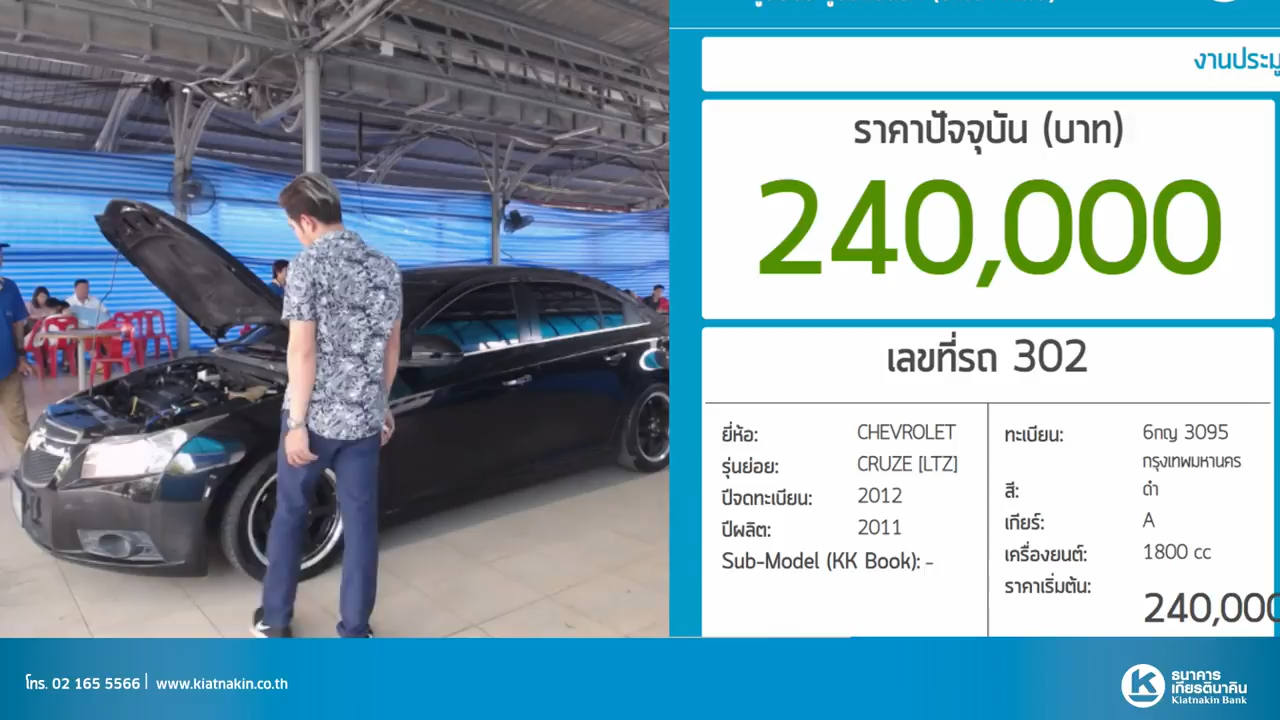 งานประมู
ราคาปัจจุบัน (บาท)
240,000
เลขที่รถ 302
ยี่ห้อ: CHEVROLET
รุ่นย่อย: CRUZE [LTZ]
ปีจดทะเบียน: 2012
ปีผลิต: 2011
Sub-Model (KK Book): -
ทะเบียน: 6กญ 3095
กรุงเทพมหานคร
สี: ดำ
เกียร์: A
เครื่องยนต์: 1800 cc
ราคาเริ่มต้น:
240,000
โทร. 02 165 5566 | www.kiatnakin.co.th
ธนาคาร
เกียรตินาคิน
Kiatnakin Bank